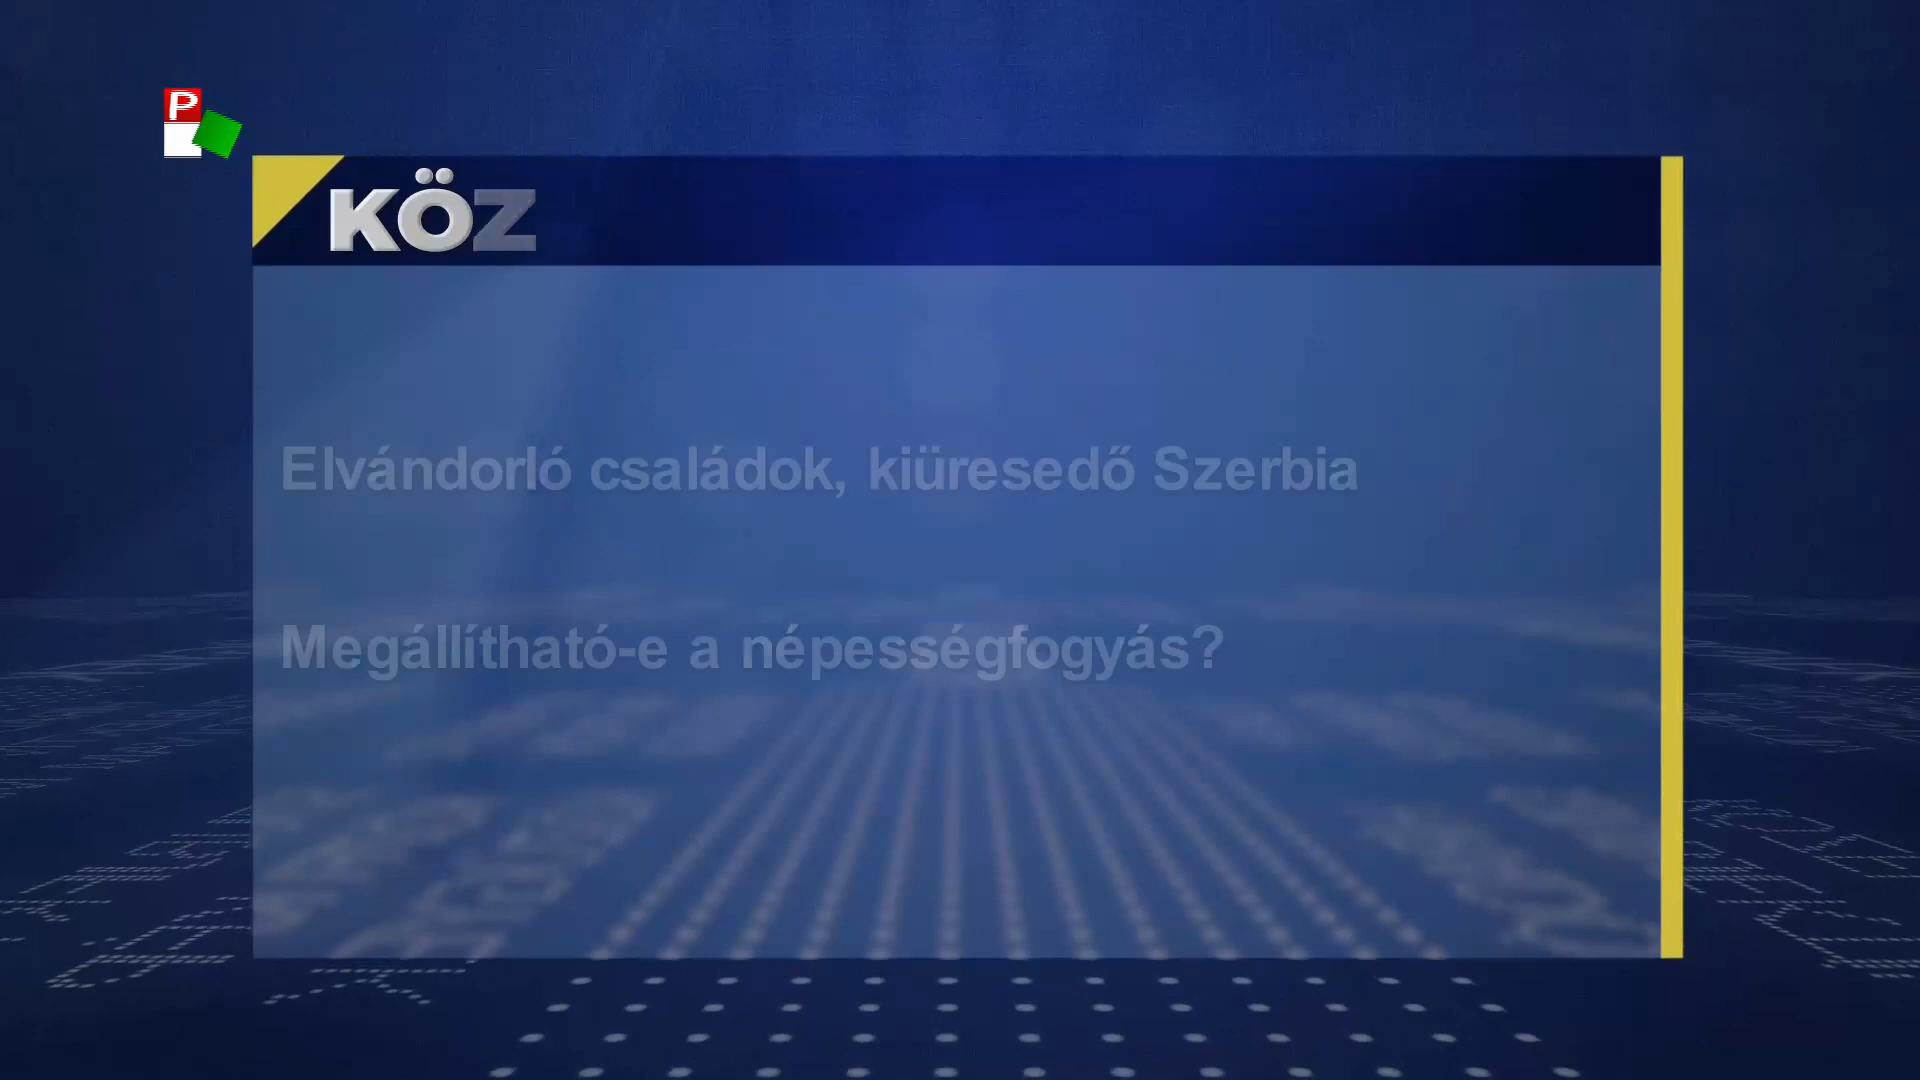 P
KÖZ
Elvándorló családok, kiüresedő Szerbia
Megállítható-e a népességfogyás?